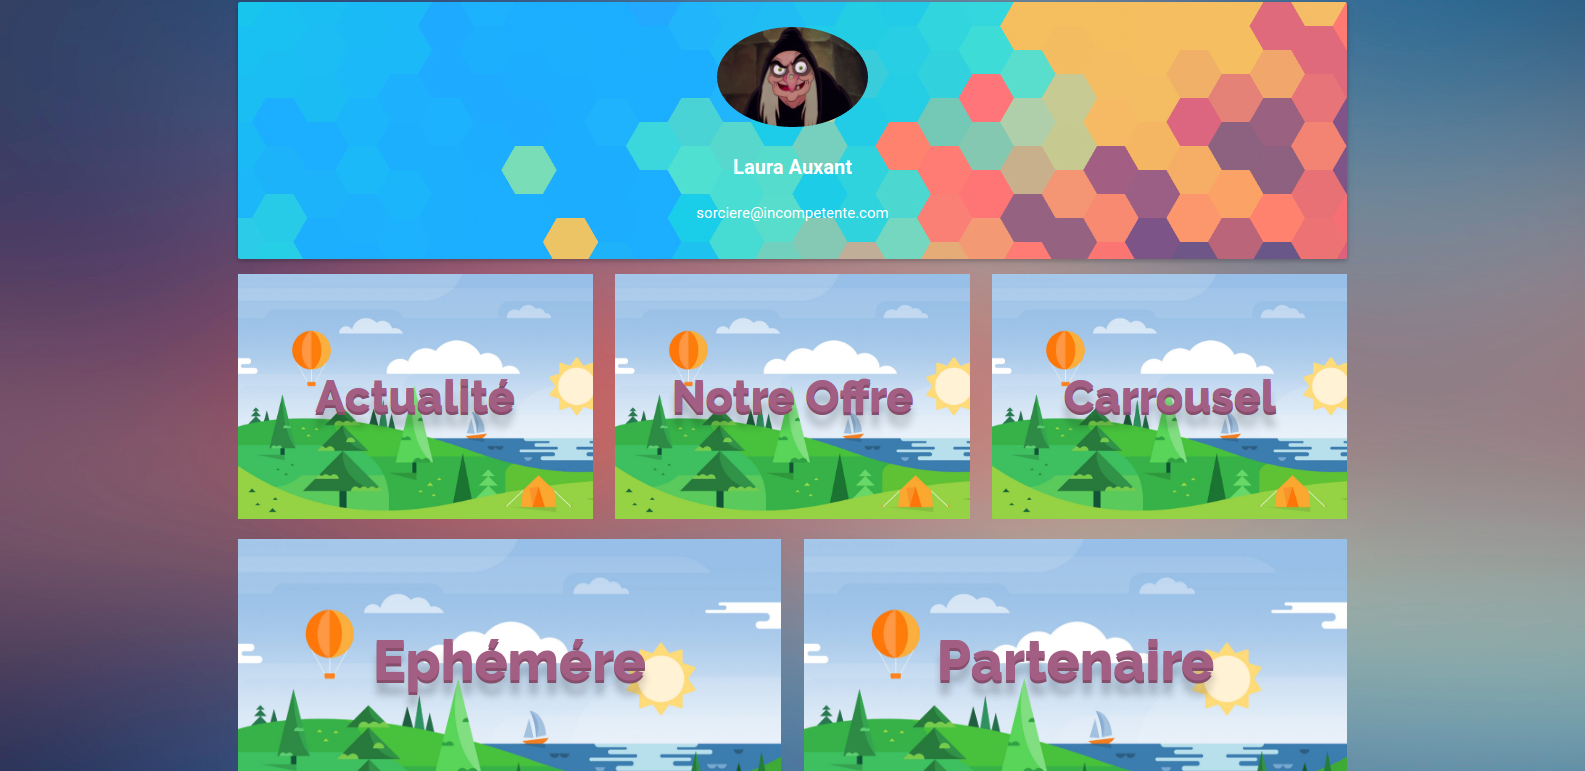 Laura Auxant
sorciere@incompetente.com
Actualité
Notre Offre
Carrousel
Ephémére
Partenaire